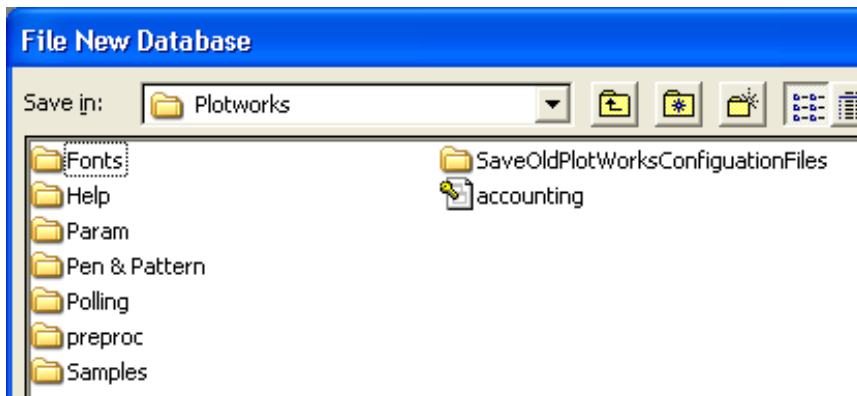 File New Database
Save in: Plotworks
Fonts
Help
Param
Pen & Pattern
Polling
preproc
Samples
SaveOldPlotWorksConfiguationFiles
accounting